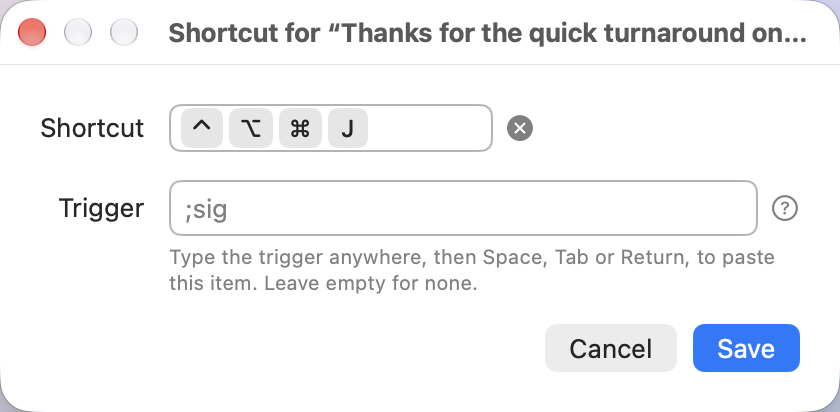 Shortcut for “Thanks for the quick turnaround on...
Shortcut ⌃ ⌥ ⌘ J
Trigger ;sig
Type the trigger anywhere, then Space, Tab or Return, to paste
this item. Leave empty for none.
Cancel Save